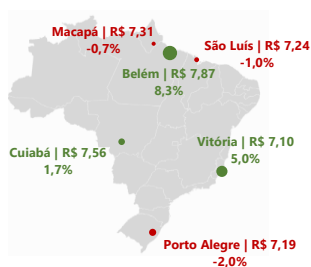 Macapá | R$ 7,31
-0,7%
São Luís | R$ 7,24
-1,0%
Belém | R$ 7,87
8,3%
Cuiabá | R$ 7,56
1,7%
Vitória | R$ 7,10
5,0%
Porto Alegre | R$ 7,19
-2,0%